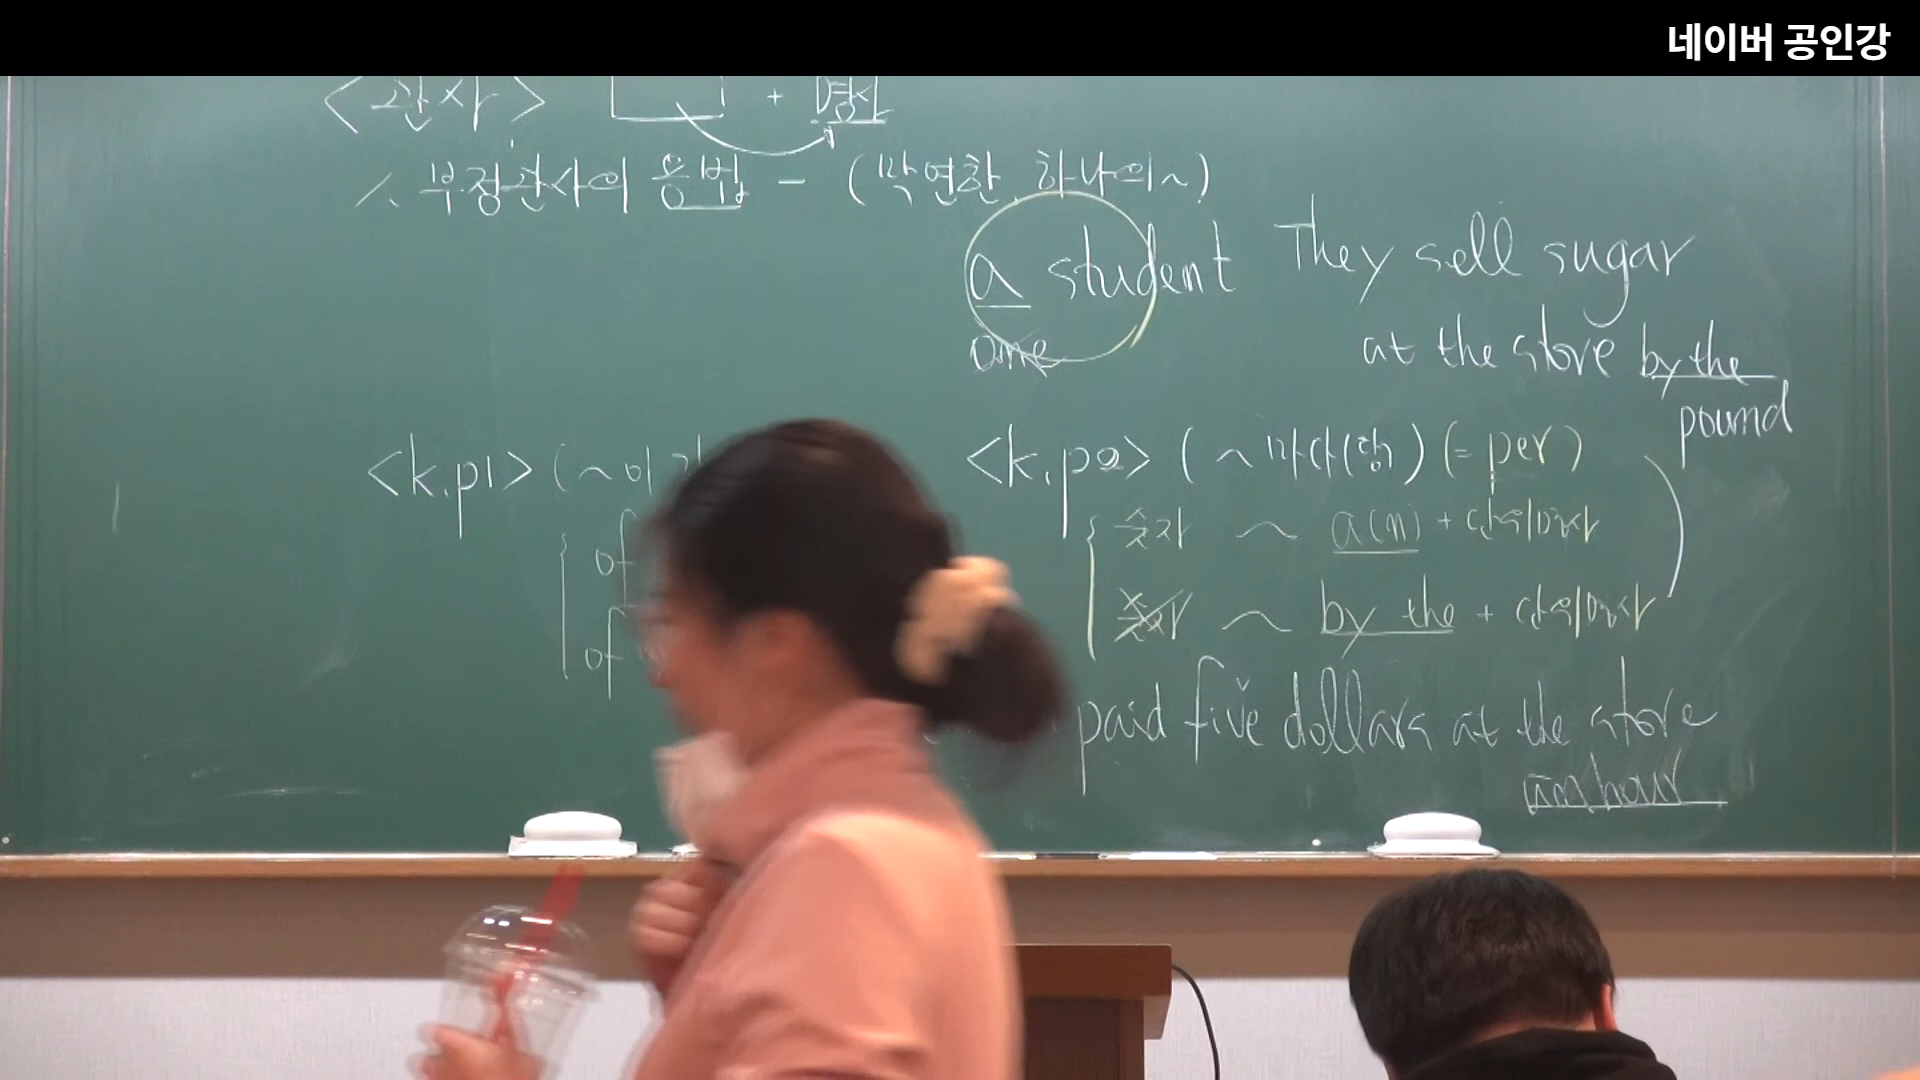 네이버 공인강
<관사> + 명사
부정관사의 용법 - (막연한, 하나의~)
a student
one
They sell sugar
at the store by the
pound
<k.p1> (~이
of
of
<k.p2> (~마다(당)) (= per)
숫자 ~ a(n) + 단위명사
숫자 ~ by the + 단위명사
paid five dollars at the store
an hour